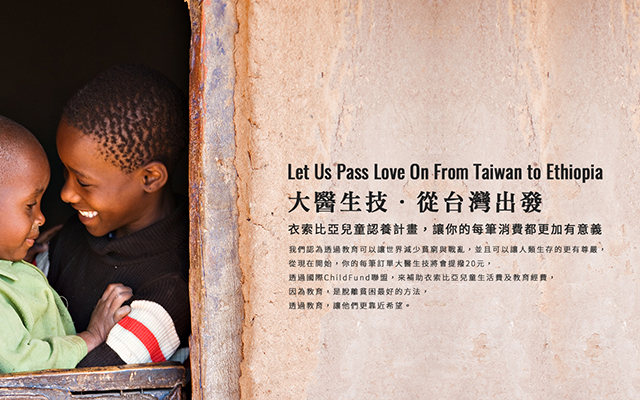 Let Us Pass Love On From Taiwan to Ethiopia
大醫生技・從台灣出發
衣索比亞兒童認養計畫，讓你的每筆消費都更加有意義
我們認為透過教育可以讓世界減少貧窮與戰亂，並且可以讓人類生存的更有尊嚴，
從現在開始，你的每筆訂單大醫生技將會提撥20元，
透過國際ChildFund聯盟，來補助衣索比亞兒童生活費及教育經費，
因為教育，是脫離貧困最好的方法，
透過教育，讓他們更靠近希望。